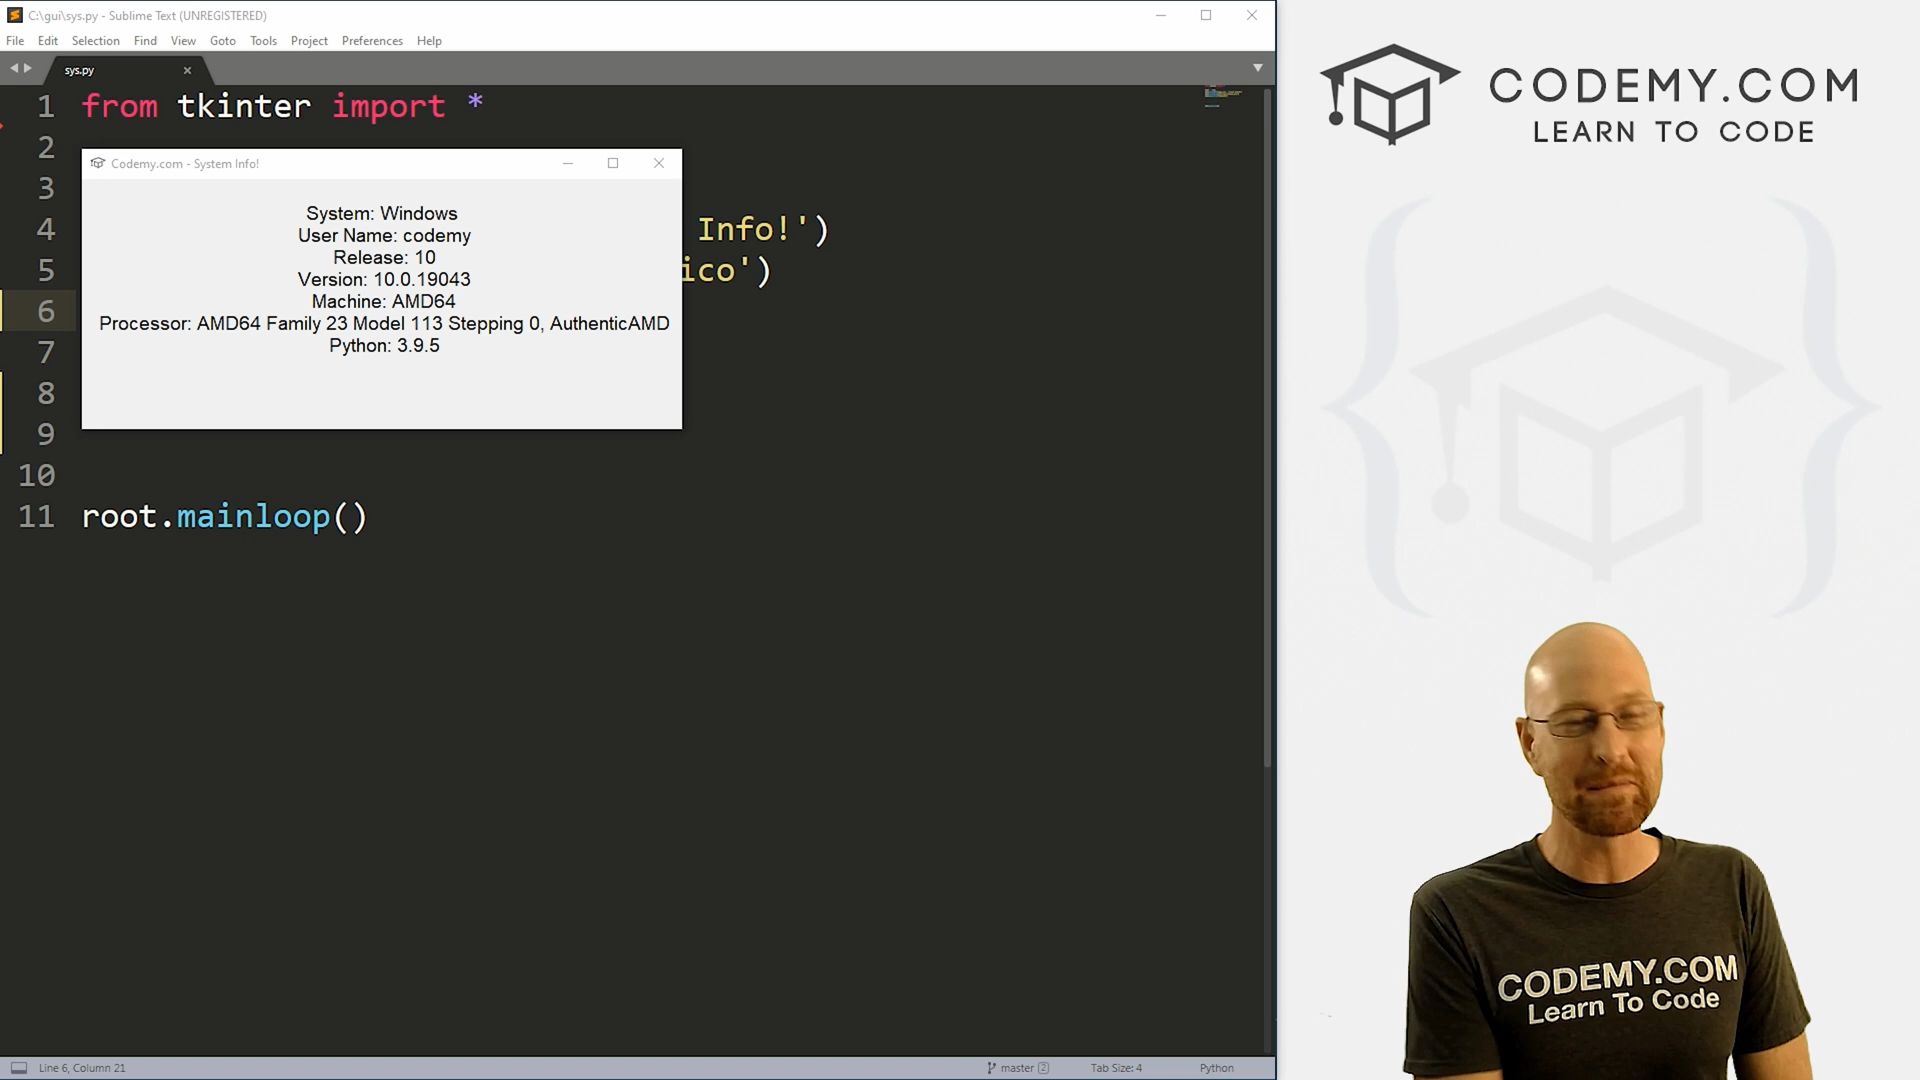 C:\gui\sys.py - Sublime Text (UNREGISTERED)
File Edit Selection Find View Goto Tools Project Preferences Help
sys.py
1 from tkinter import *
2
3
4 Info!')
5 ico')
6
7
8
9
10
11 root.mainloop()
Codemy.com - System Info!
System: Windows
User Name: codemy
Release: 10
Version: 10.0.19043
Machine: AMD64
Processor: AMD64 Family 23 Model 113 Stepping 0, AuthenticAMD
Python: 3.9.5
Line 6, Column 21
master 2
Tab Size: 4
Python
CODEMY.COM
LEARN TO CODE
CODEMY.COM
Learn To Code